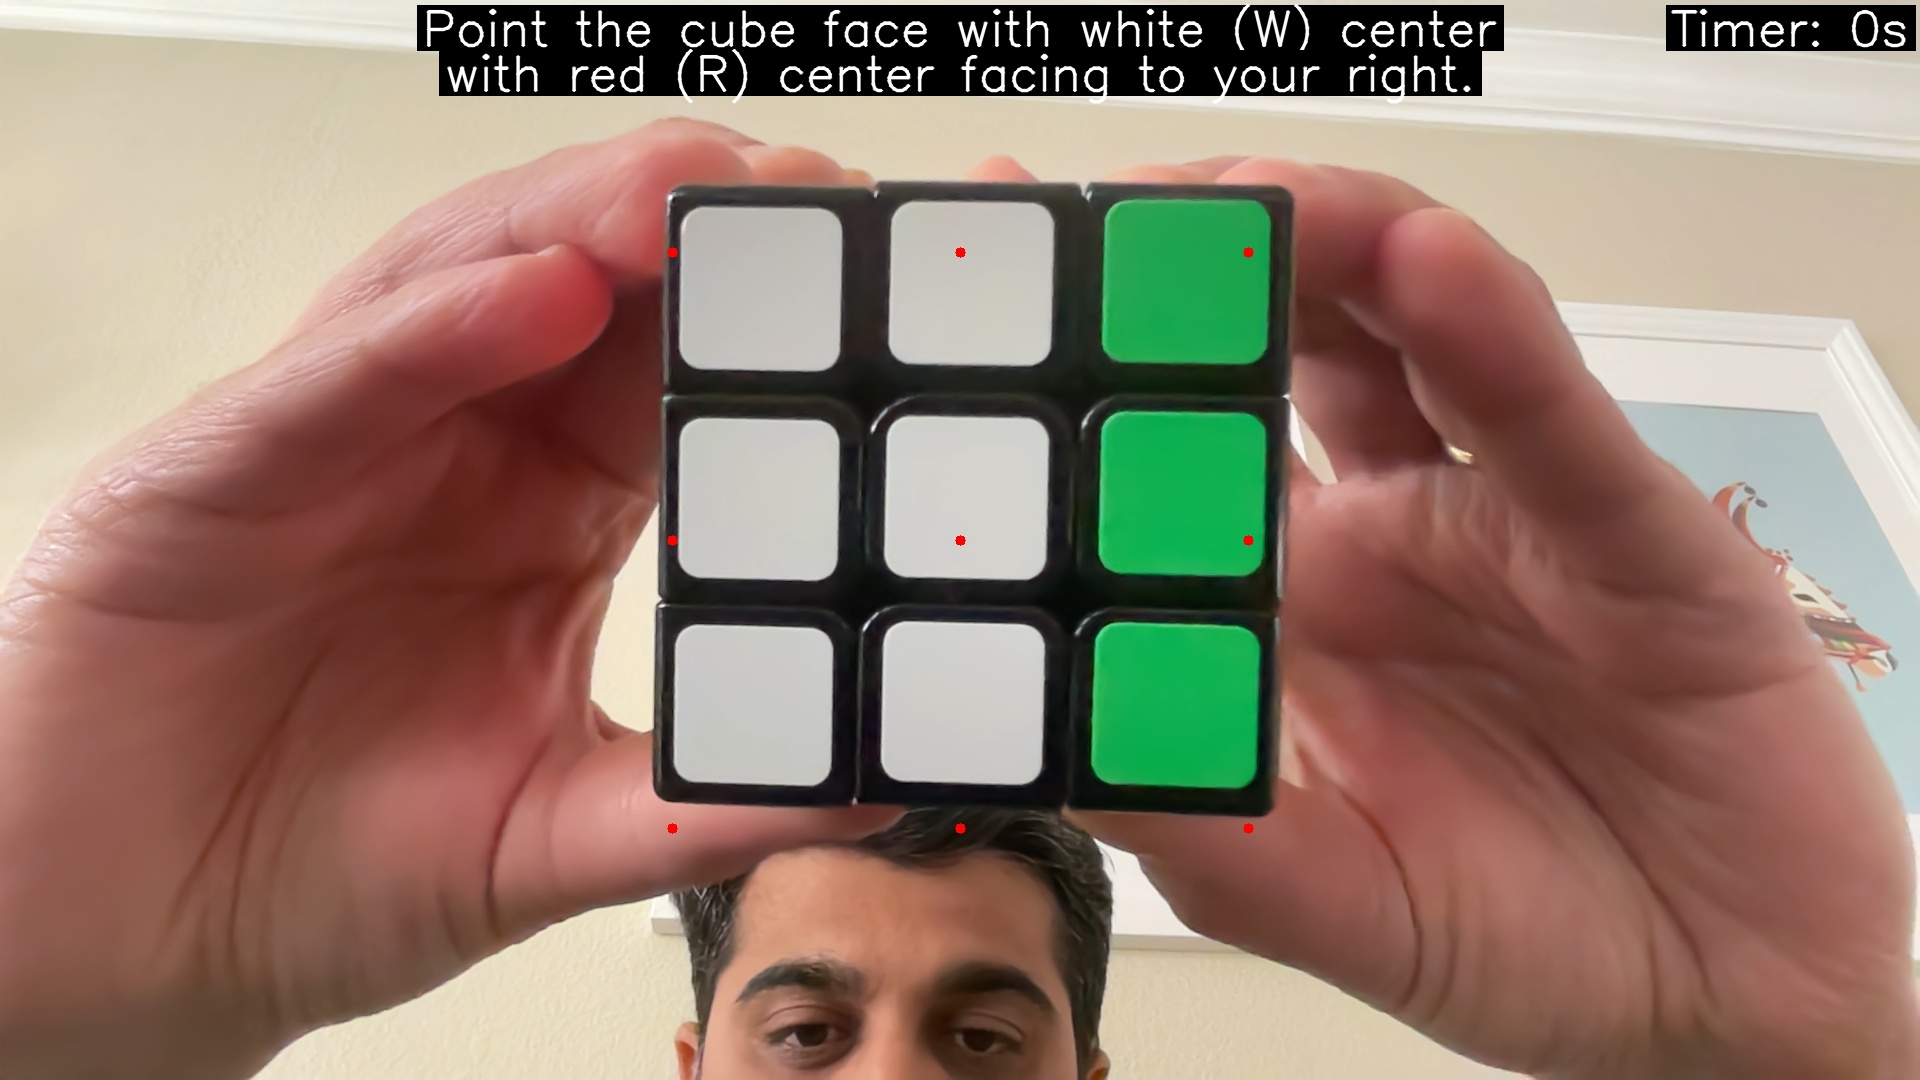 Point the cube face with white (W) center
with red (R) center facing to your right.
Timer: 0s